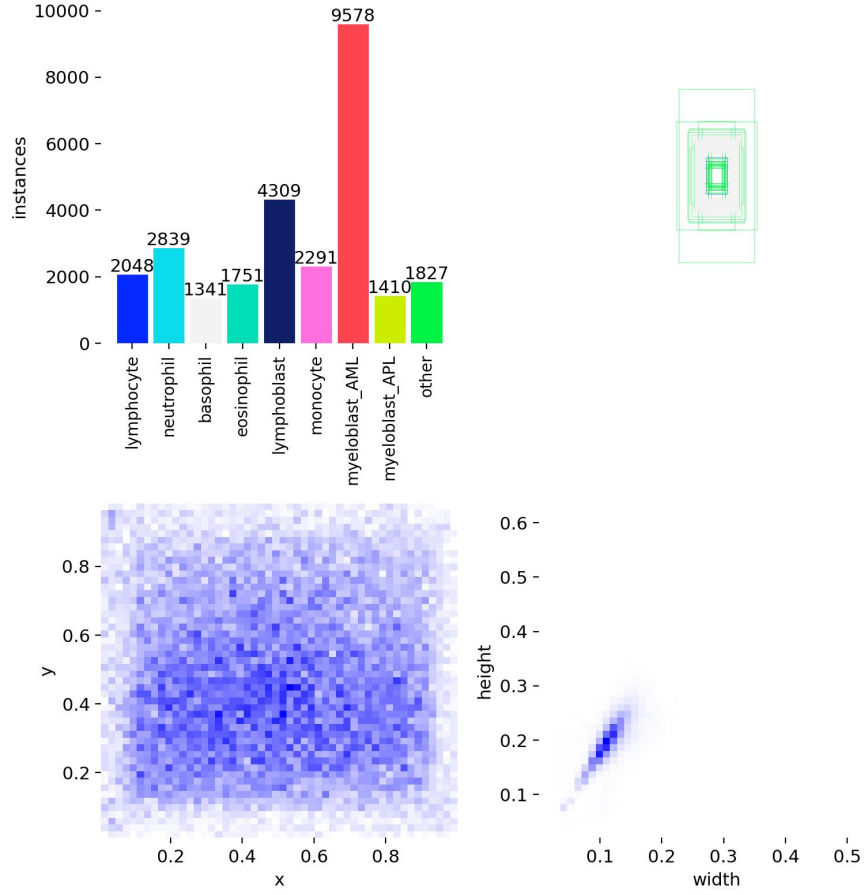 10000
8000
6000
4000
2000
0
instances
2048
2839
1341
1751
4309
2291
9578
1410
1827
lymphocyte
neutrophil
basophil
eosinophil
lymphoblast
monocyte
myeloblast_AML
myeloblast_APL
other
0.8
0.6
0.4
0.2
y
0.2 0.4 0.6 0.8
x
0.6
0.5
0.4
0.3
0.2
0.1
height
0.1 0.2 0.3 0.4 0.5
width